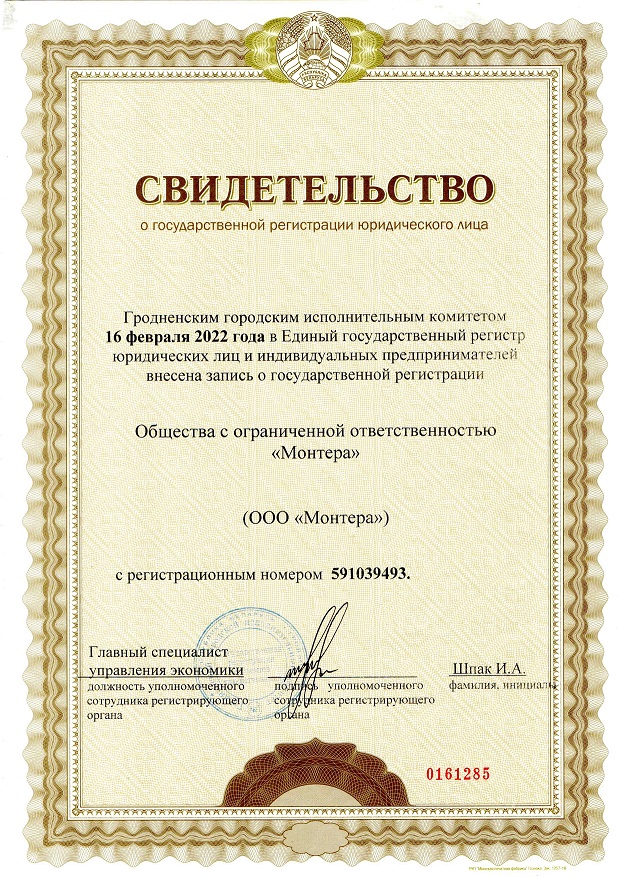 СВИДЕТЕЛЬСТВО
о государственной регистрации юридического лица
Гродненским городским исполнительным комитетом
16 февраля 2022 года в Единый государственный регистр
юридических лиц и индивидуальных предпринимателей
внесена запись о государственной регистрации
Общества с ограниченной ответственностью
«Монтера»
(ООО «Монтера»)
с регистрационным номером 591039493.
Главный специалист
управления экономики Шпак И.А.
должность уполномоченного подпись уполномоченного фамилия, инициалы
сотрудника регистрирующего сотрудника регистрирующего
органа органа
0161285